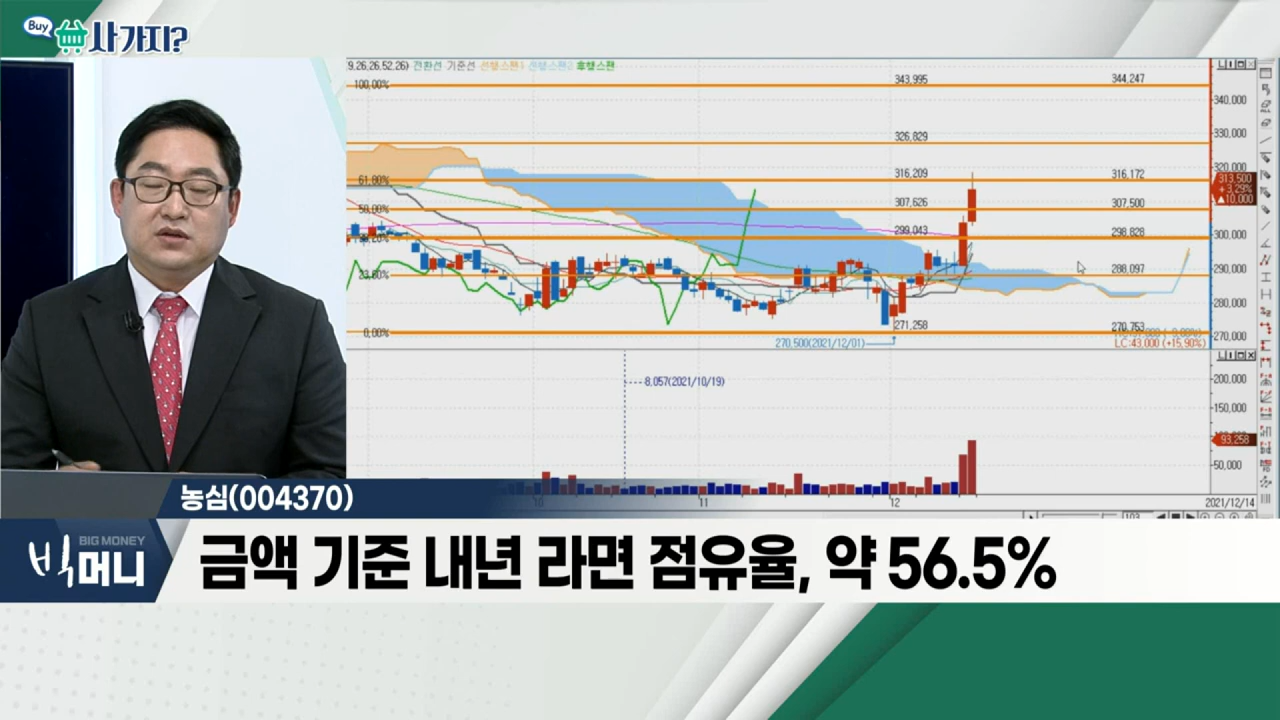 Buy 사가지?
9,26,26,52,26) 전환선 기준선 선행스팬1 선행스팬2 후행스팬
100,00% 343,995 344,247
340,000
326,829 330,000
320,000
61,80% 316,209 316,172 313,500
+3,29%
▲10,000
50,00% 307,626 307,500
299,043 298,828 300,000
23,60% 288,097 290,000
280,000
0,00% 271,258 270,753 270,000
270,500(2021/12/01)
LC:43,000 (+15,90%)
8,057(2021/10/19) 200,000
150,000
93,258
50,000
10 11 12 2021/12/14
농심(004370)
BIG MONEY
빅머니
금액 기준 내년 라면 점유율, 약 56.5%